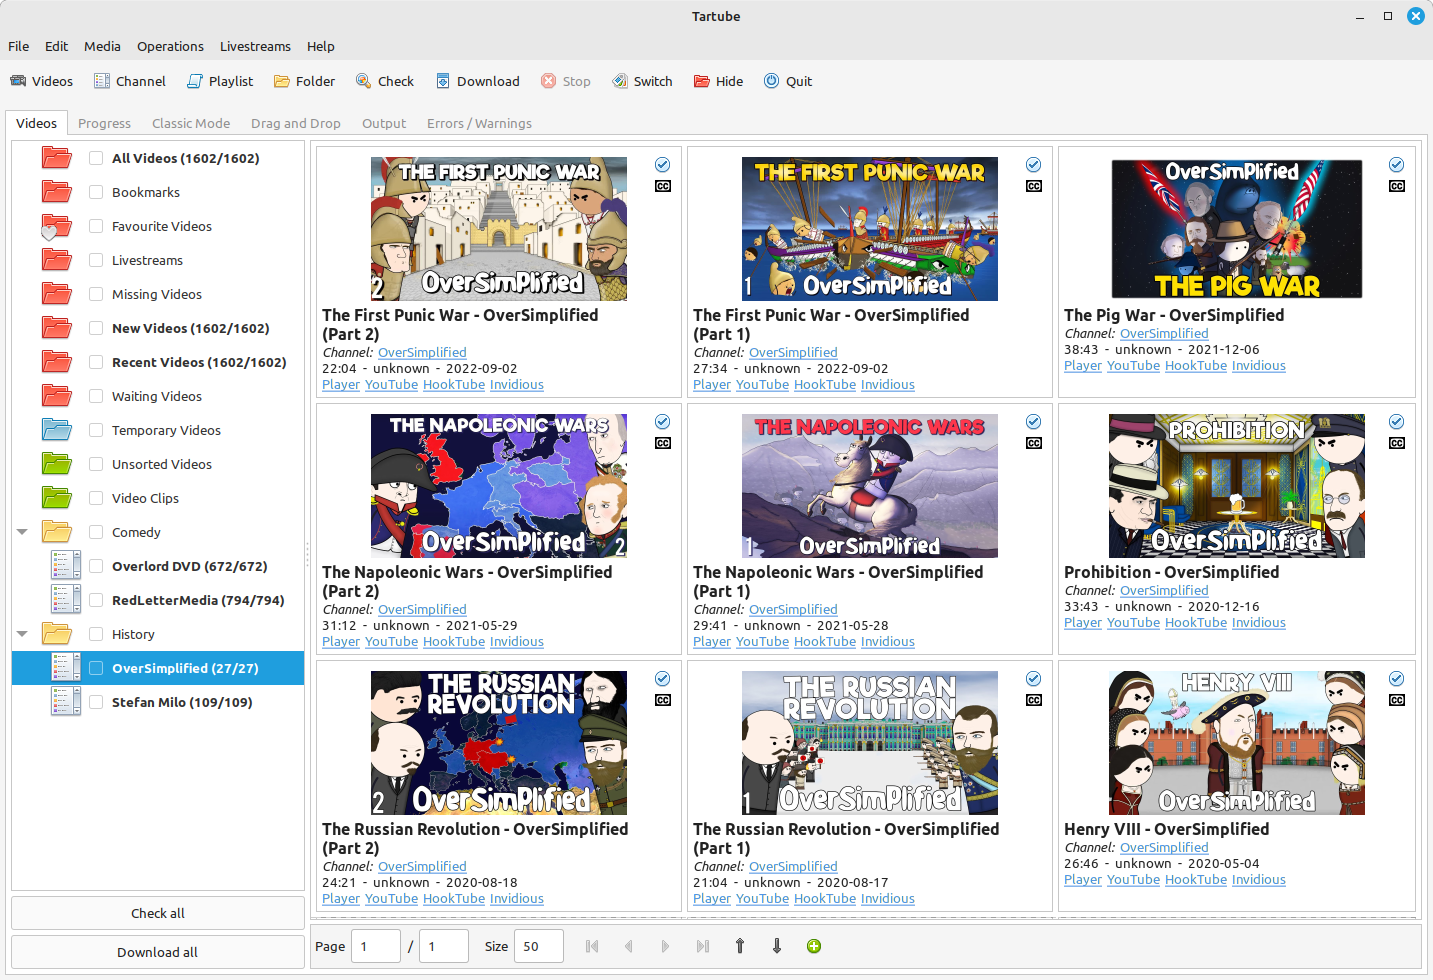 Tartube
File Edit Media Operations Livestreams Help
Videos Channel Playlist Folder Check Download Stop Switch Hide Quit
Videos Progress Classic Mode Drag and Drop Output Errors / Warnings
All Videos (1602/1602)
Bookmarks
Favourite Videos
Livestreams
Missing Videos
New Videos (1602/1602)
Recent Videos (1602/1602)
Waiting Videos
Temporary Videos
Unsorted Videos
Video Clips
Comedy
Overlord DVD (672/672)
RedLetterMedia (794/794)
History
OverSimplified (27/27)
Stefan Milo (109/109)
Check all
Download all
THE FIRST PUNIC WAR
2 OverSimplified
CC
The First Punic War - OverSimplified
(Part 2)
Channel: OverSimplified
22:04 - unknown - 2022-09-02
Player YouTube HookTube Invidious
THE FIRST PUNIC WAR
1 OverSimplified
CC
The First Punic War - OverSimplified
(Part 1)
Channel: OverSimplified
27:34 - unknown - 2022-09-02
Player YouTube HookTube Invidious
OverSimplified
THE PIG WAR
CC
The Pig War - OverSimplified
Channel: OverSimplified
38:43 - unknown - 2021-12-06
Player YouTube HookTube Invidious
THE NAPOLEONIC WARS
OverSimplified 2
CC
The Napoleonic Wars - OverSimplified
(Part 2)
Channel: OverSimplified
31:12 - unknown - 2021-05-29
Player YouTube HookTube Invidious
THE NAPOLEONIC WARS
1 OverSimplified
CC
The Napoleonic Wars - OverSimplified
(Part 1)
Channel: OverSimplified
29:41 - unknown - 2021-05-28
Player YouTube HookTube Invidious
PROHIBITION
OverSimplified
CC
Prohibition - OverSimplified
Channel: OverSimplified
33:43 - unknown - 2020-12-16
Player YouTube HookTube Invidious
THE RUSSIAN
REVOLUTION
2 OverSimplified
CC
The Russian Revolution - OverSimplified
(Part 2)
Channel: OverSimplified
24:21 - unknown - 2020-08-18
Player YouTube HookTube Invidious
THE RUSSIAN
REVOLUTION
1 OverSimplified
CC
The Russian Revolution - OverSimplified
(Part 1)
Channel: OverSimplified
21:04 - unknown - 2020-08-17
Player YouTube HookTube Invidious
HENRY VIII
OverSimplified
CC
Henry VIII - OverSimplified
Channel: OverSimplified
26:46 - unknown - 2020-05-04
Player YouTube HookTube Invidious
Page 1 / 1 Size 50